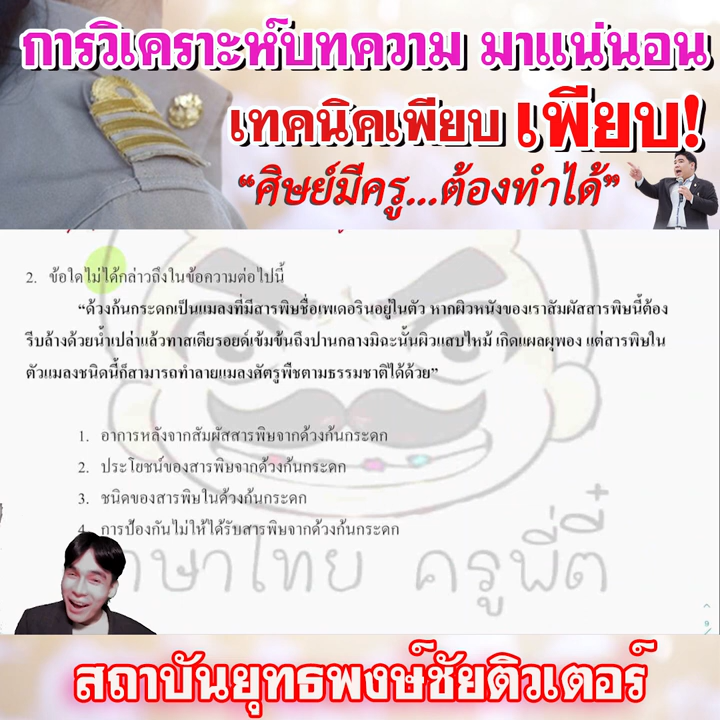 การวิเคราะห์บทความ มาแน่นอน
เทคนิคเพียบ เพียบ!
“ศิษย์มีครู...ต้องทำได้”
2. ข้อใดไม่ได้กล่าวถึงในข้อความต่อไปนี้
“ด้วงก้นกระดกเป็นแมลงที่มีสารพิษชื่อเพเดอรินอยู่ในตัว หากผิวหนังของเราสัมผัสสารพิษนี้ต้อง
รีบล้างด้วยน้ำเปล่าแล้วทาสเตียรอยด์เข้มข้นถึงปานกลางมิฉะนั้นผิวแสบไหม้ เกิดแผลผุพอง แต่สารพิษใน
ตัวแมลงชนิดนี้ก็สามารถทำลายแมลงศัตรูพืชตามธรรมชาติได้ด้วย”
1. อาการหลังจากสัมผัสสารพิษจากด้วงก้นกระดก
2. ประโยชน์ของสารพิษจากด้วงก้นกระดก
3. ชนิดของสารพิษในด้วงก้นกระดก
4. การป้องกันไม่ให้ได้รับสารพิษจากด้วงก้นกระดก
ภาษาไทย ครูพี่ตี๋
สถาบันยุทธพงษ์ชัยติวเตอร์